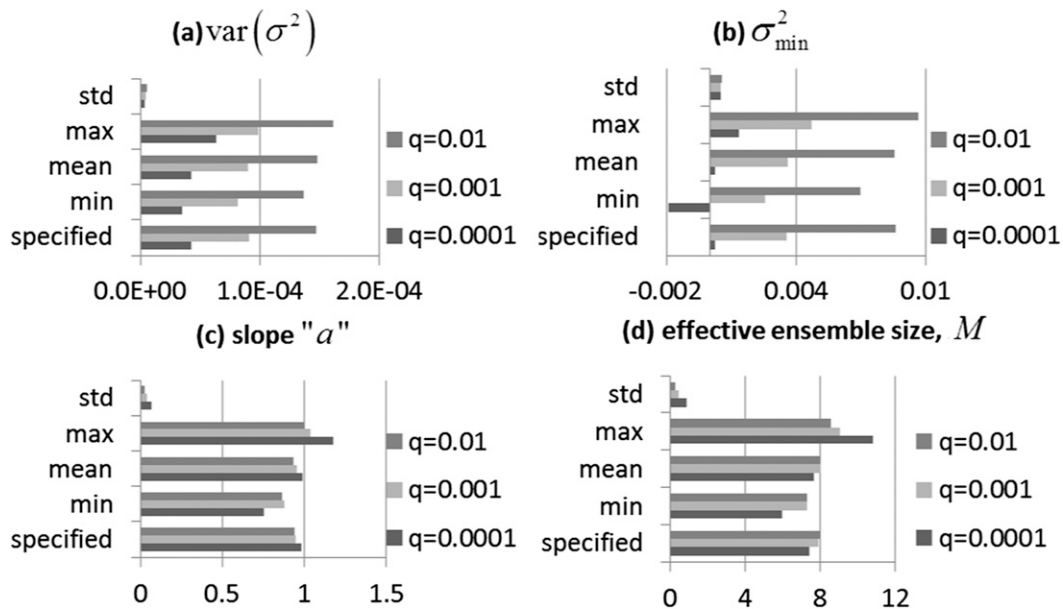 (a) var(σ²)
std
max
mean
min
specified
q=0.01
q=0.001
q=0.0001
0.0E+00 1.0E-04 2.0E-04
(b) σ²min
std
max
mean
min
specified
q=0.01
q=0.001
q=0.0001
-0.002 0.004 0.01
(c) slope "a"
std
max
mean
min
specified
q=0.01
q=0.001
q=0.0001
0 0.5 1 1.5
(d) effective ensemble size, M
std
max
mean
min
specified
q=0.01
q=0.001
q=0.0001
0 4 8 12